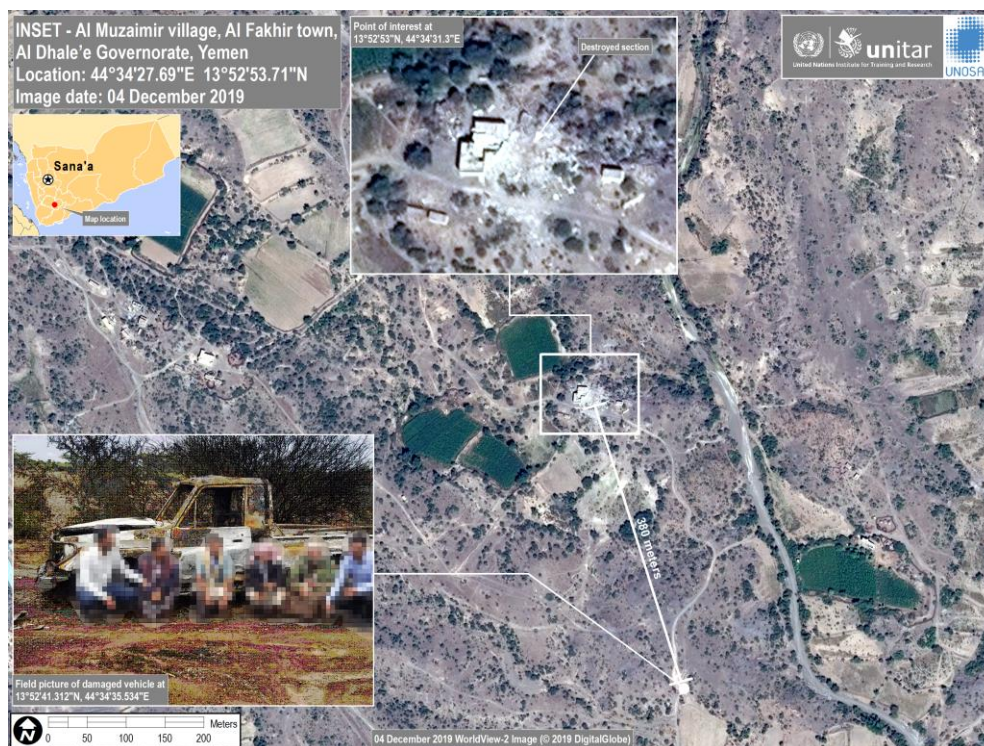 INSET - Al Muzaimir village, Al Fakhir town,
Al Dhale'e Governorate, Yemen
Location: 44°34'27.69"E 13°52'53.71"N
Image date: 04 December 2019
Point of interest at
13°52'53"N, 44°34'31.3"E
Destroyed section
unitar
United Nations Institute for Training and Research
UNOSA
Sana'a
Map location
380 meters
Field picture of damaged vehicle at
13°52'41.312"N, 44°34'35.534"E
N
Meters
0 50 100 150 200
04 December 2019 WorldView-2 Image (© 2019 DigitalGlobe)